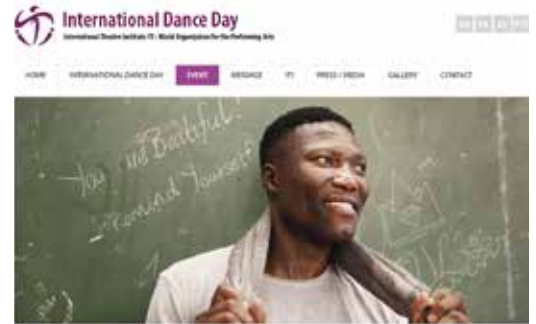 International Dance Day
International Theatre Institute ITI - World Organization for the Performing Arts
HOME INTERNATIONAL DANCE DAY EVENT MESSAGE ITI PRESS / MEDIA GALLERY CONTACT
You are Beautiful!
Remind Yourself